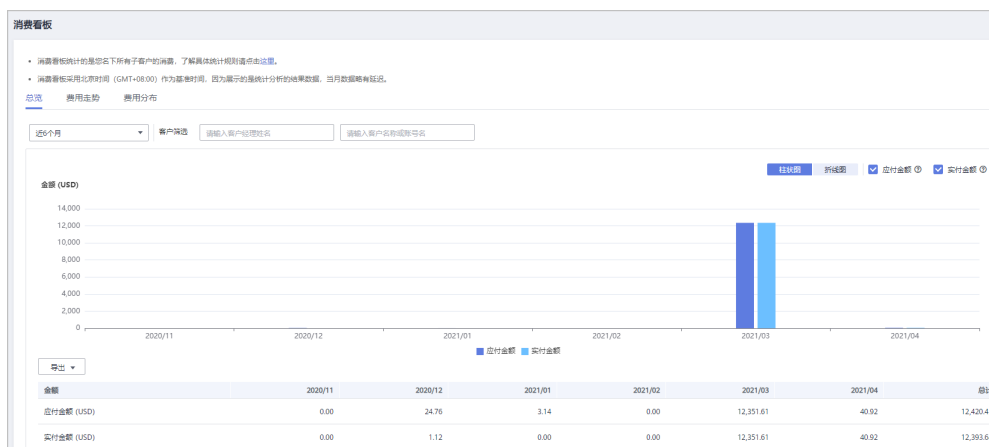 消费看板
• 消费看板统计的是您名下所有子客户的消费，了解具体统计规则请点击这里。
• 消费看板采用北京时间（GMT+08:00）作为基准时间，因为展示的是统计分析的结果数据，当月数据略有延迟。
总览 费用走势 费用分布
近6个月 客户筛选 请输入客户经理姓名 请输入客户名称或账号名
柱状图 折线图 应付金额 实付金额
金额 (USD)
14,000
12,000
10,000
8,000
6,000
4,000
2,000
0
2020/11 2020/12 2021/01 2021/02 2021/03 2021/04
应付金额 实付金额
导出
金额 2020/11 2020/12 2021/01 2021/02 2021/03 2021/04
应付金额 (USD) 0.00 24.76 3.14 0.00 12,351.61 40.92 12,420.4
实付金额 (USD) 0.00 1.12 0.00 0.00 12,351.61 40.92 12,393.6